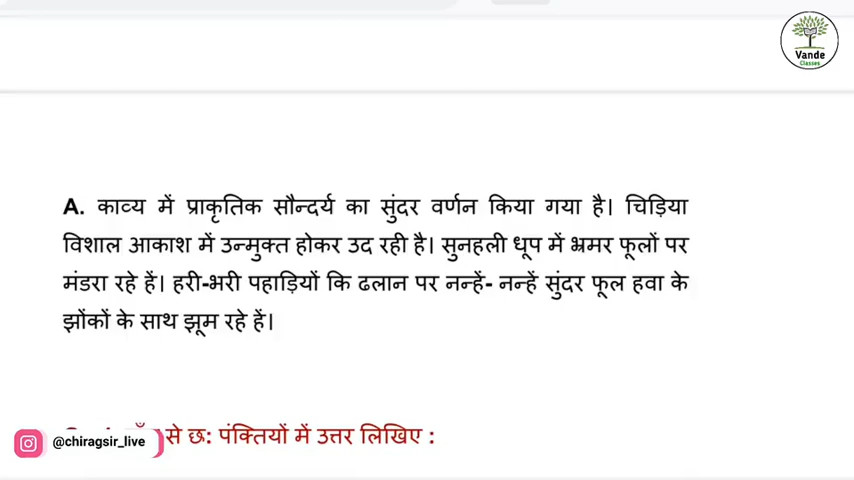 Vande
Classes
A. काव्य में प्राकृतिक सौन्दर्य का सुंदर वर्णन किया गया है। चिड़िया
विशाल आकाश में उन्मुक्त होकर उद रही है। सुनहली धूप में भ्रमर फूलों पर
मंडरा रहे हें। हरी-भरी पहाड़ियों कि ढलान पर नन्हें- नन्हें सुंदर फूल हवा के
झोंकों के साथ झूम रहे हें।
से छ: पंक्तियों में उत्तर लिखिए :
@chiragsir_live